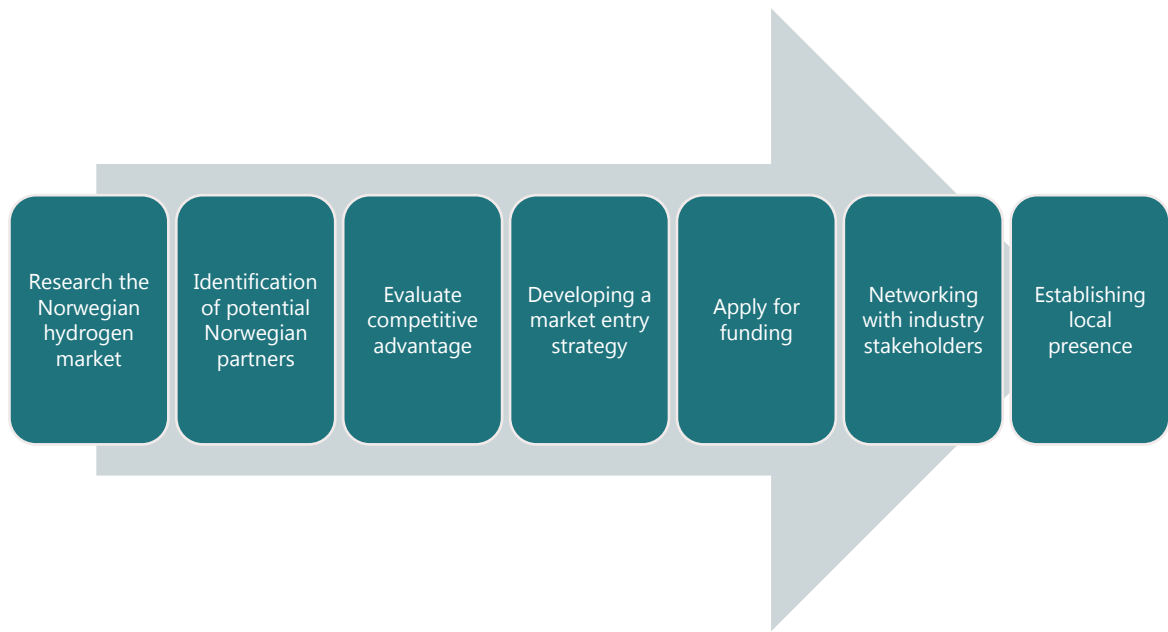 Research the
Norwegian
hydrogen
market
Identification
of potential
Norwegian
partners
Evaluate
competitive
advantage
Developing a
market entry
strategy
Apply for
funding
Networking
with industry
stakeholders
Establishing
local
presence